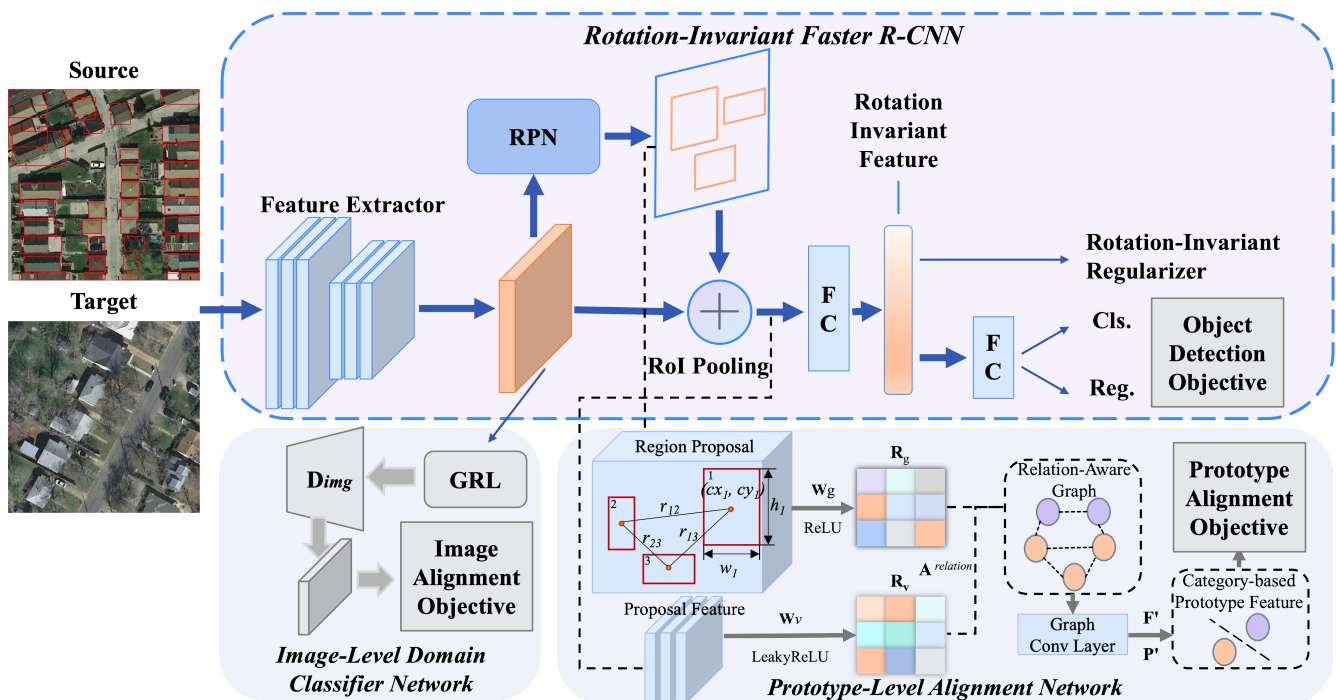 Rotation-Invariant Faster R-CNN
Source
Target
Feature Extractor
RPN
Rotation
Invariant
Feature
RoI Pooling
F
C
F
C
Rotation-Invariant
Regularizer
Cls.
Reg.
Object
Detection
Objective
Dimg
GRL
Image
Alignment
Objective
Image-Level Domain
Classifier Network
Region Proposal
1
(cx1, cy1)
h1
w1
2
3
r12
r23
r13
Proposal Feature
Wg
ReLU
Wv
LeakyReLU
Rg
Rv
A relation
Relation-Aware
Graph
Graph
Conv Layer
F'
P'
Category-based
Prototype Feature
Prototype
Alignment
Objective
Prototype-Level Alignment Network